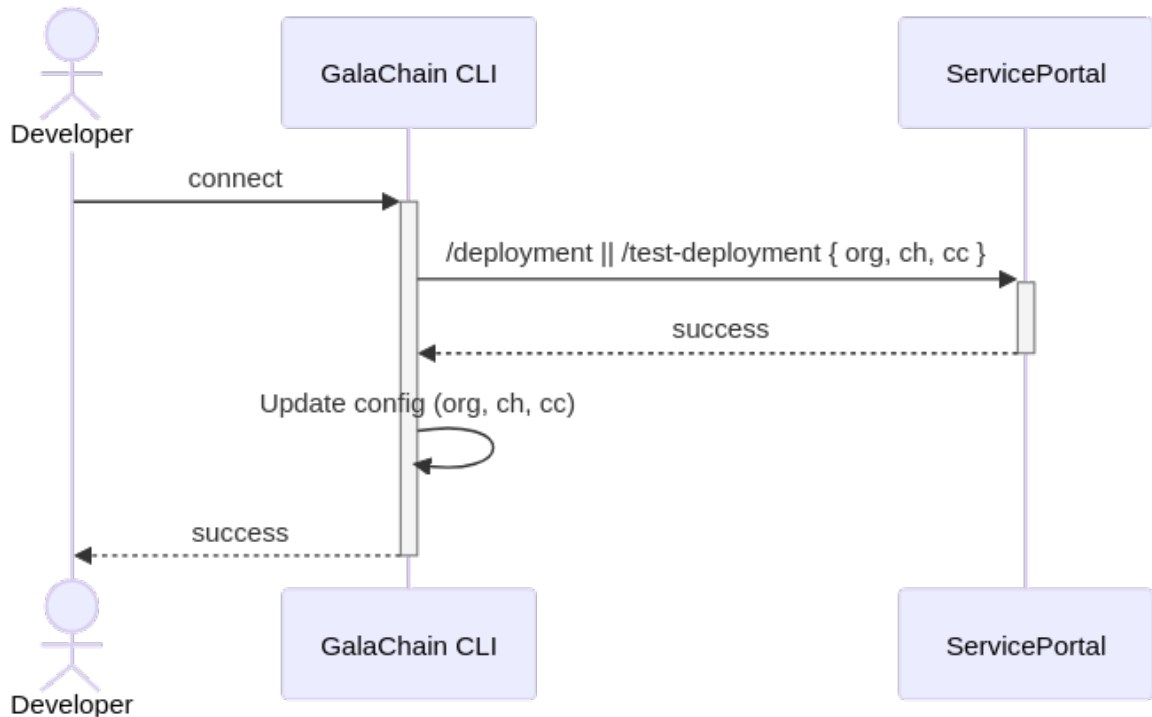 GalaChain CLI
ServicePortal
Developer
connect
/deployment || /test-deployment { org, ch, cc }
success
Update config (org, ch, cc)
success
GalaChain CLI
ServicePortal
Developer